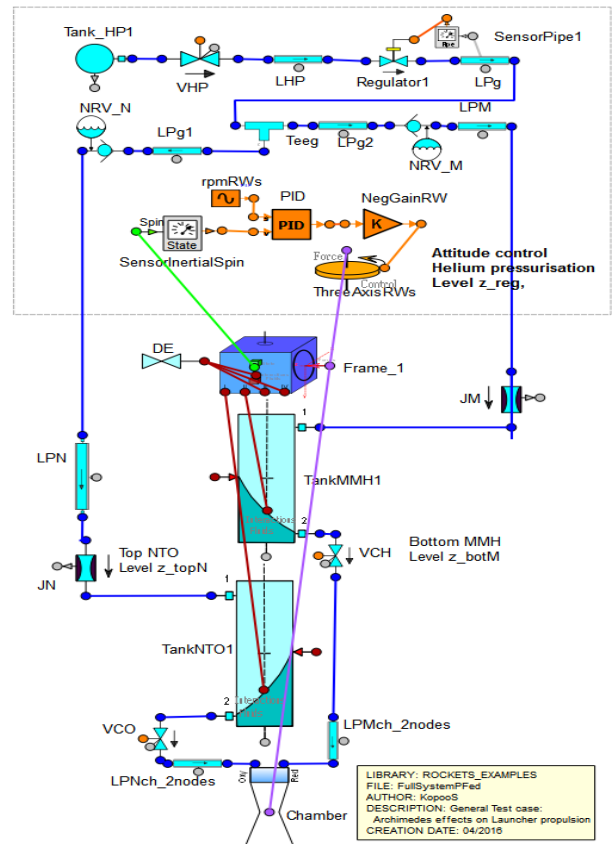 Tank_HP1
VHP
LHP
Regulator1
Rpe
SensorPipe1
LPg
NRV_N
LPg1
Teeg
LPg2
NRV_M
LPM
rpmRWs
PID
NegGainRW
Spin
State
PID
K
SensorInertialSpin
Force
Control
ThreeAxisRWs
Attitude control
Helium pressurisation
Level z_reg,
DE
Frame_1
JM
1
LPN
TankMMH1
2
Top NTO
Level z_topN
VCH
Bottom MMH
Level z_botM
JN
1
TankNTO1
2
VCO
LPMch_2nodes
LPNch_2nodes
Oxy
Red
Chamber
LIBRARY: ROCKETS_EXAMPLES
FILE: FullSystemPFed
AUTHOR: KopooS
DESCRIPTION: General Test case:
Archimedes effects on Launcher propulsion
CREATION DATE: 04/2016